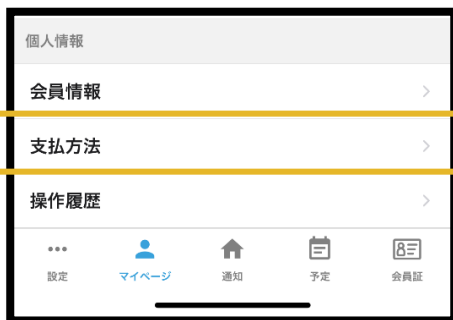 個人情報
会員情報
支払方法
操作履歴
設定 マイページ 通知 予定 会員証